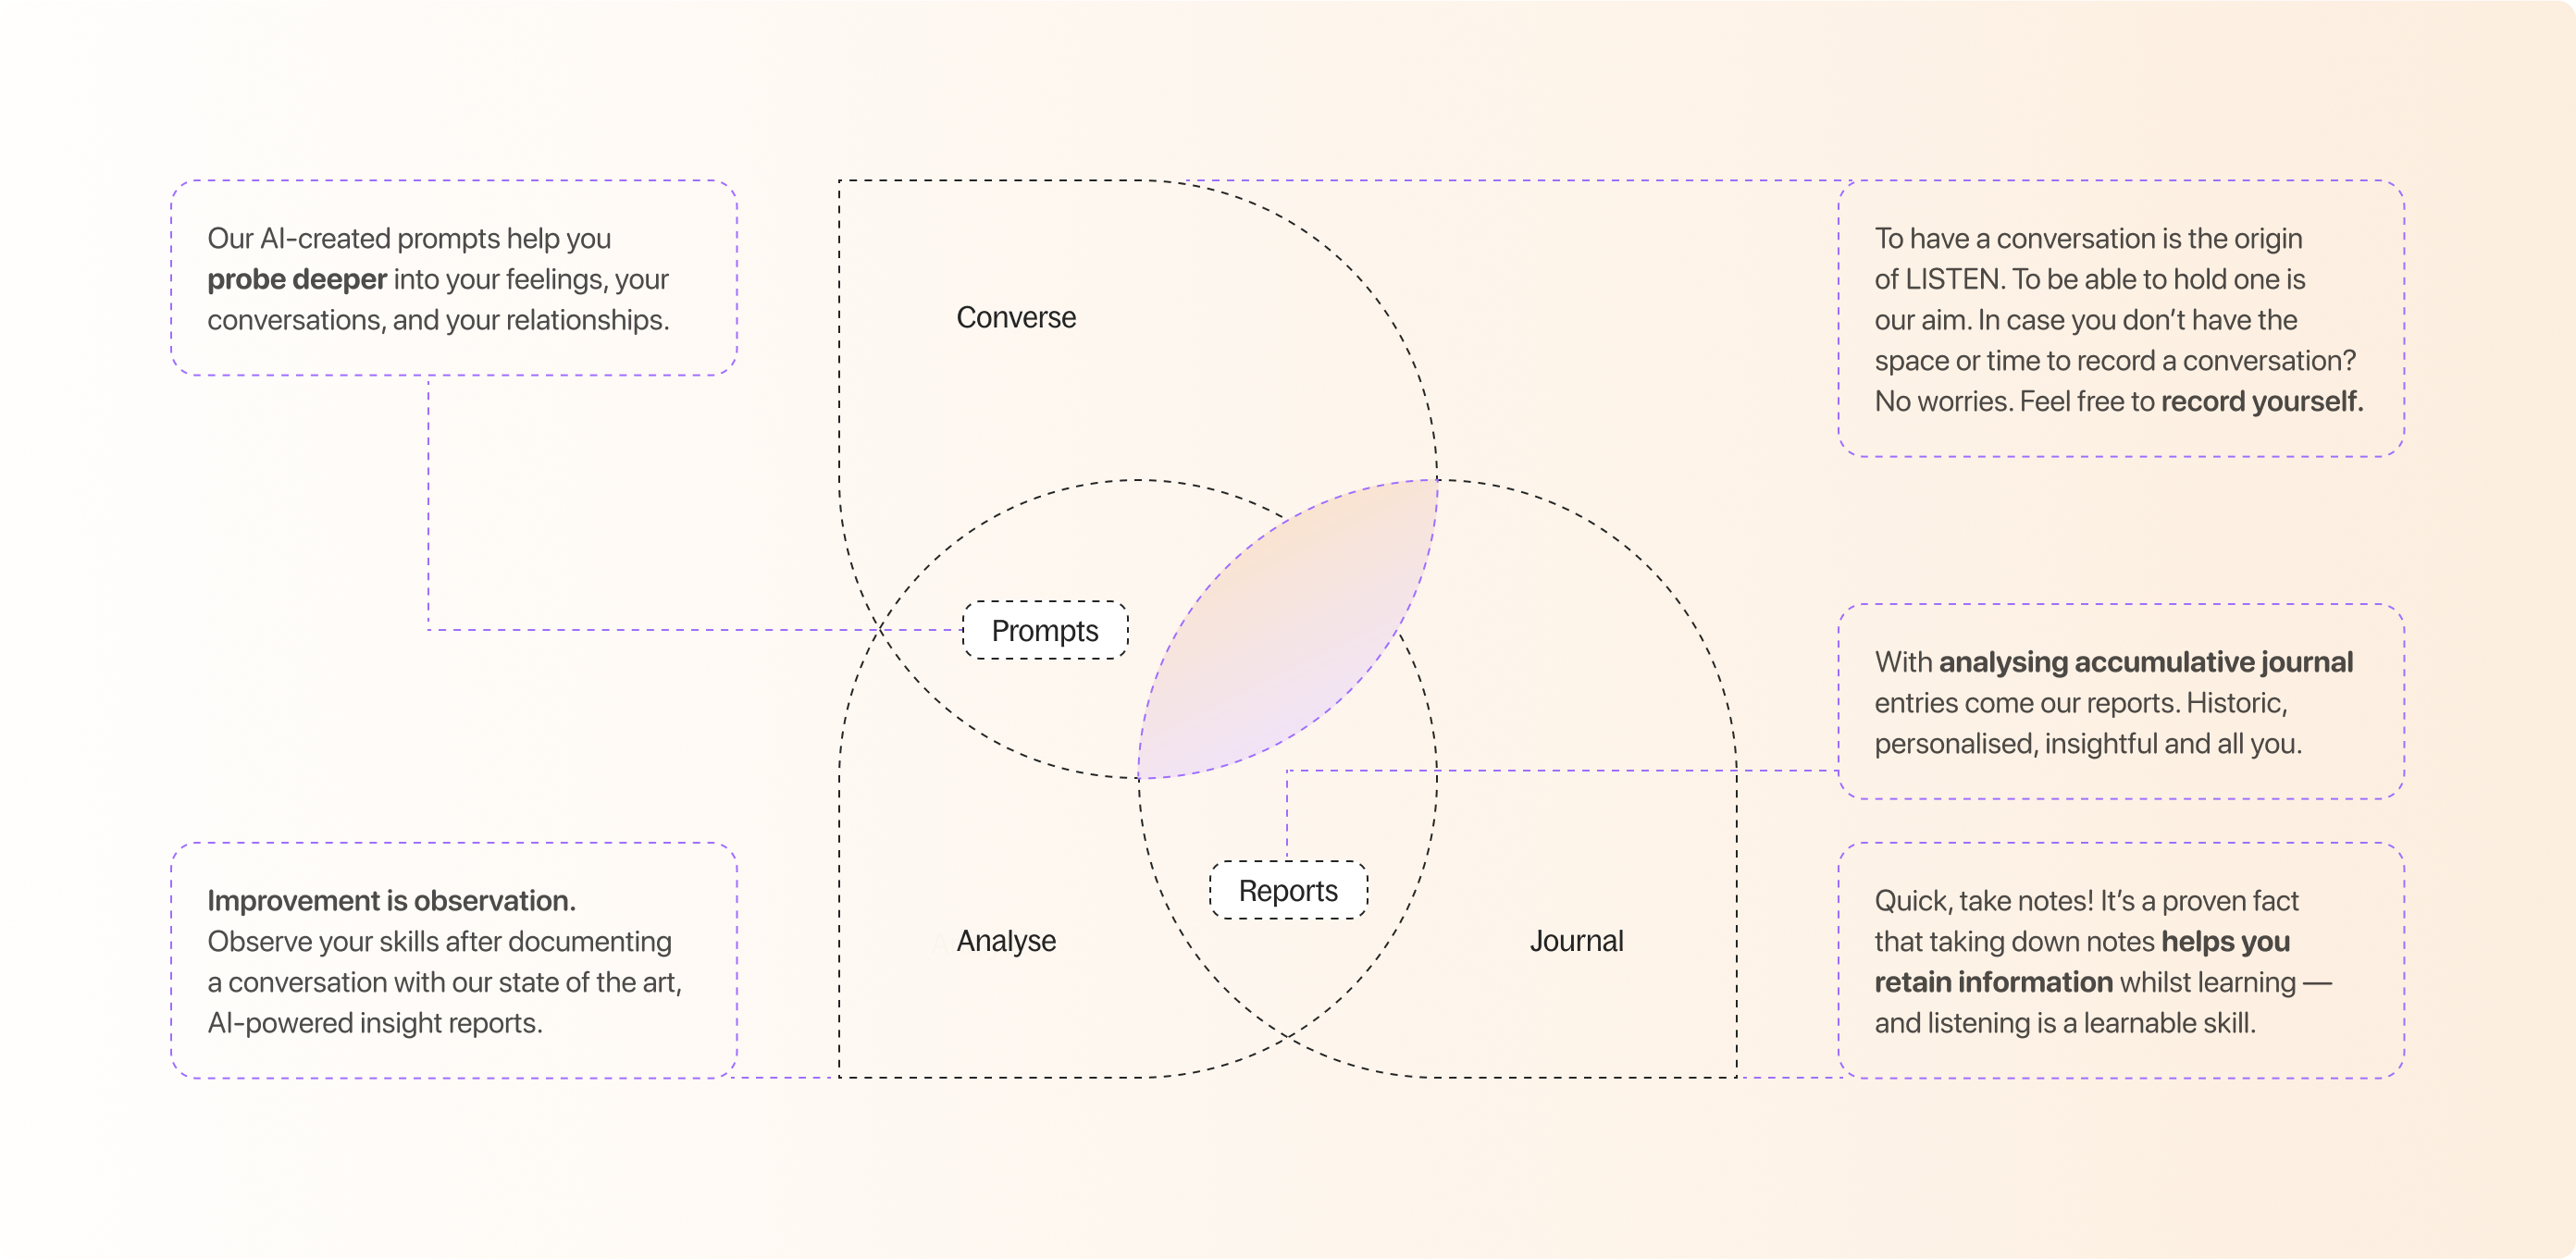 Our AI-created prompts help you
probe deeper into your feelings, your
conversations, and your relationships.
Converse
To have a conversation is the origin
of LISTEN. To be able to hold one is
our aim. In case you don’t have the
space or time to record a conversation?
No worries. Feel free to record yourself.
Prompts
With analysing accumulative journal
entries come our reports. Historic,
personalised, insightful and all you.
Reports
Improvement is observation.
Observe your skills after documenting
a conversation with our state of the art,
AI-powered insight reports.
Analyse
Journal
Quick, take notes! It’s a proven fact
that taking down notes helps you
retain information whilst learning —
and listening is a learnable skill.